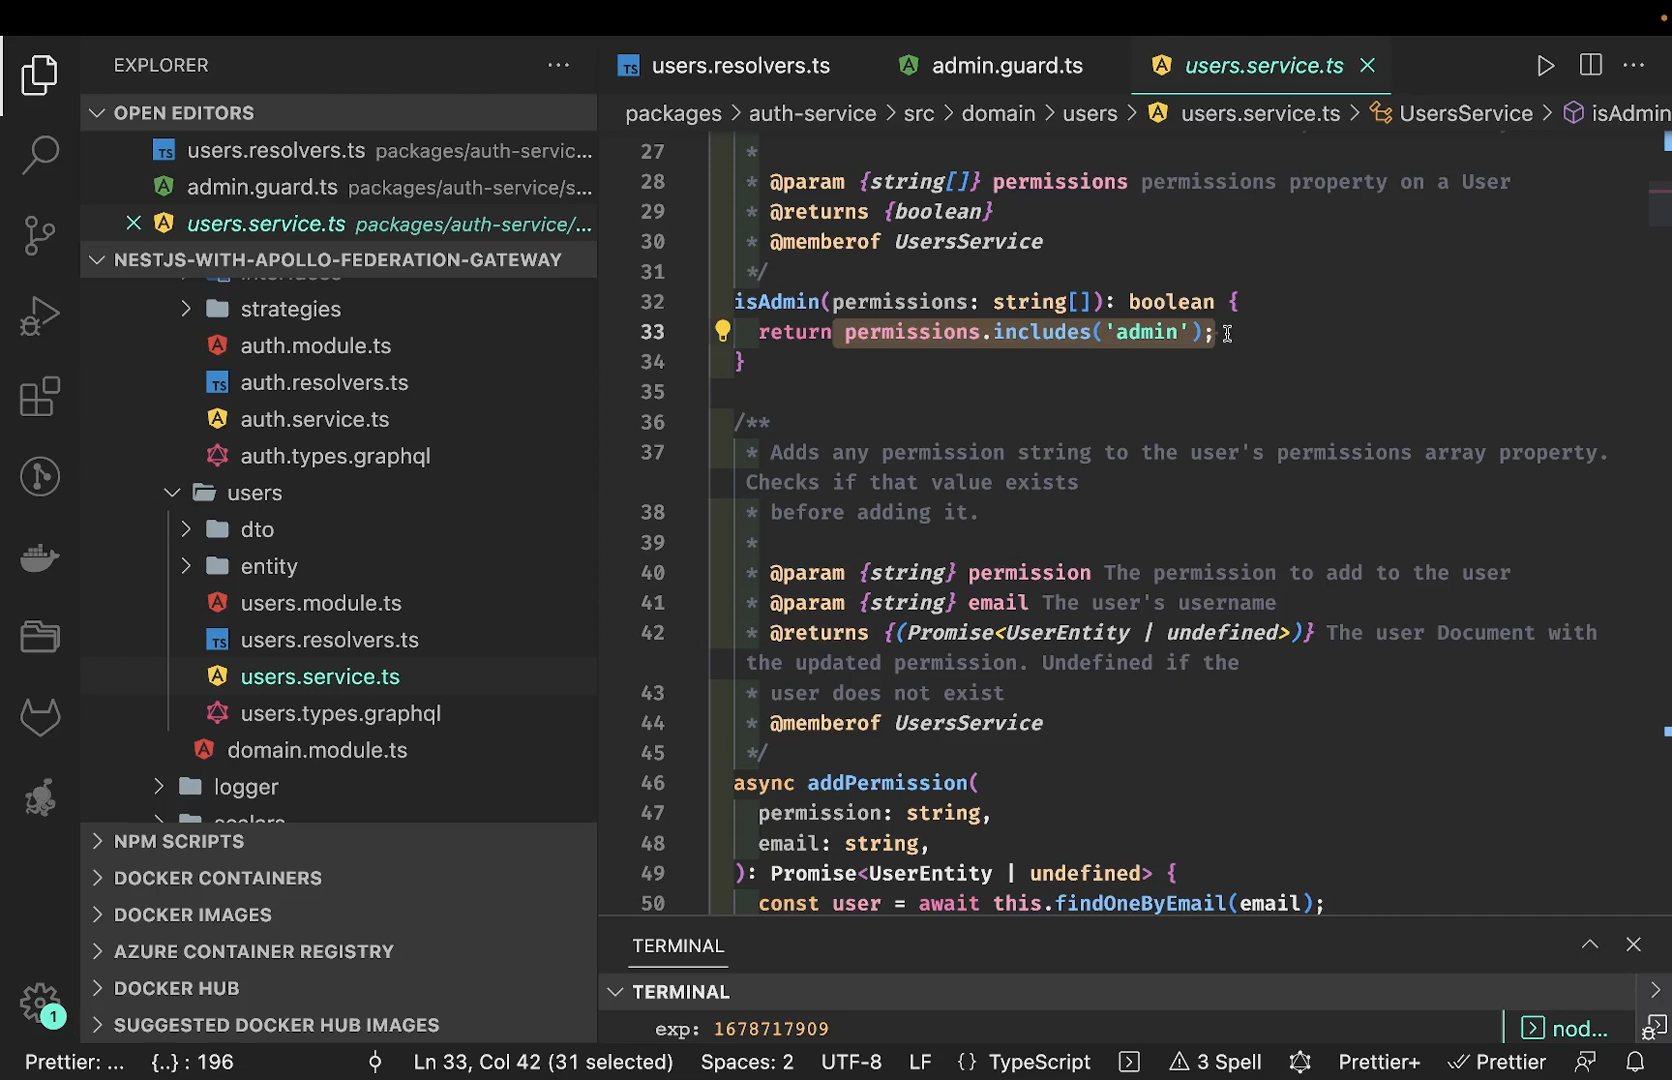 EXPLORER
OPEN EDITORS
users.resolvers.ts packages/auth-servic...
admin.guard.ts packages/auth-service/s...
users.service.ts packages/auth-service/...
NESTJS-WITH-APOLLO-FEDERATION-GATEWAY
interfaces
strategies
auth.module.ts
auth.resolvers.ts
auth.service.ts
auth.types.graphql
users
dto
entity
users.module.ts
users.resolvers.ts
users.service.ts
users.types.graphql
domain.module.ts
logger
NPM SCRIPTS
DOCKER CONTAINERS
DOCKER IMAGES
AZURE CONTAINER REGISTRY
DOCKER HUB
SUGGESTED DOCKER HUB IMAGES
1
TS users.resolvers.ts admin.guard.ts users.service.ts
packages > auth-service > src > domain > users > users.service.ts > UsersService > isAdmin
27 *
28 * @param {string[]} permissions permissions property on a User
29 * @returns {boolean}
30 * @memberof UsersService
31 */
32 isAdmin(permissions: string[]): boolean {
33 return permissions.includes('admin');
34 }
35
36 /**
37 * Adds any permission string to the user's permissions array property.
Checks if that value exists
38 * before adding it.
39 *
40 * @param {string} permission The permission to add to the user
41 * @param {string} email The user's username
42 * @returns {(Promise<UserEntity | undefined>)} The user Document with
the updated permission. Undefined if the
43 * user does not exist
44 * @memberof UsersService
45 */
46 async addPermission(
47 permission: string,
48 email: string,
49 ): Promise<UserEntity | undefined> {
50 const user = await this.findOneByEmail(email);
TERMINAL
TERMINAL
exp: 1678717909
nod...
Prettier: ... {..} : 196 Ln 33, Col 42 (31 selected) Spaces: 2 UTF-8 LF {} TypeScript 3 Spell Prettier+ Prettier